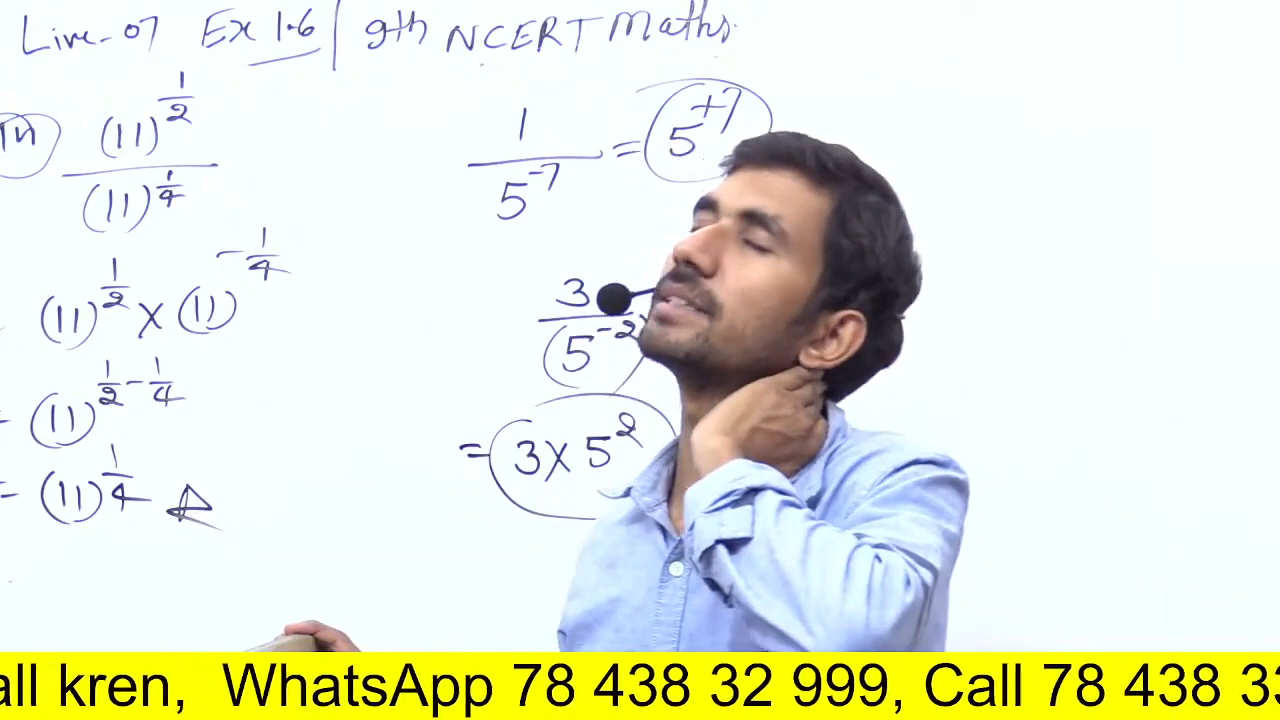 Live-07 Ex 1.6 | 9th NCERT Maths.
(11)^{1/2} / (11)^{1/4}
(11)^{1/2} × (11)^{-1/4}
= (11)^{1/2 - 1/4}
= (11)^{1/4} A
1 / 5^{-7} = 5^{+7}
3 / (5^{-2})
= 3 × 5^2
all kren, WhatsApp 78 438 32 999, Call 78 438 33